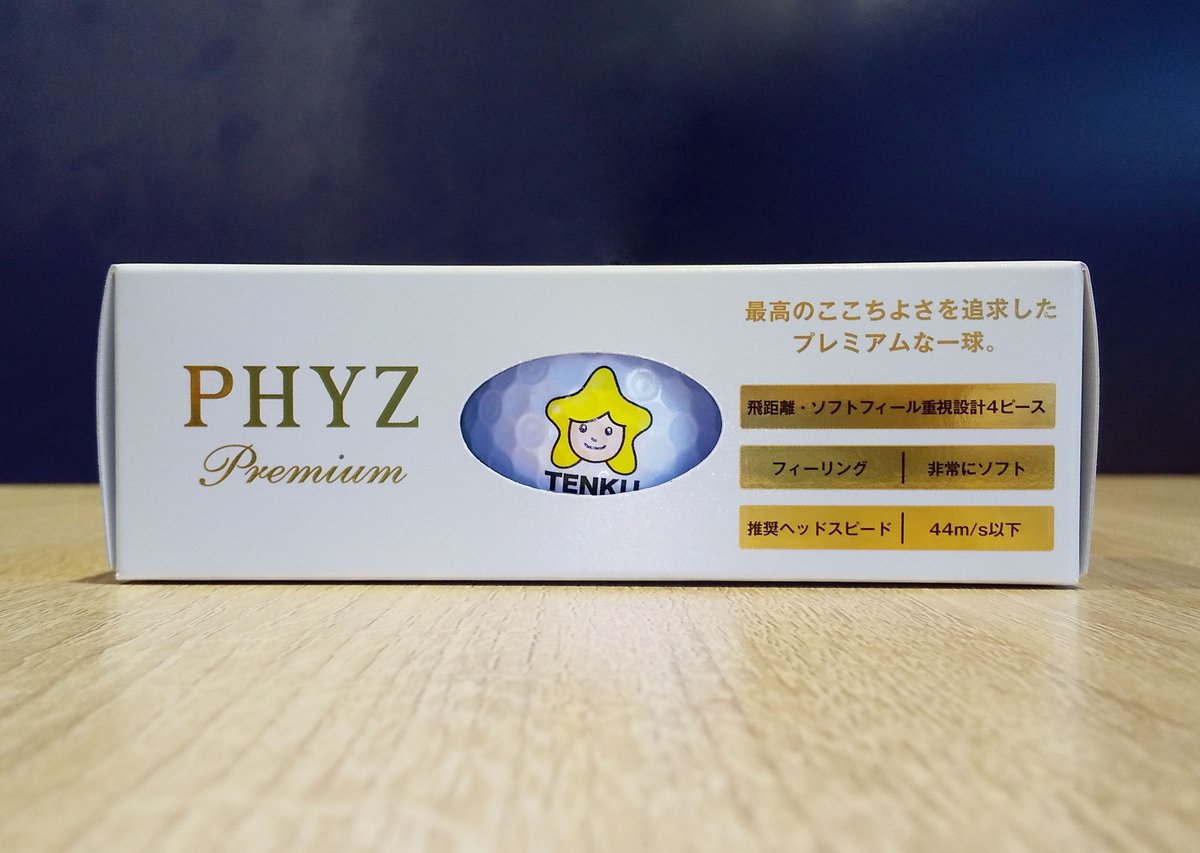 PHYZ
Premium
TENKU
最高のここちよさを追求した
プレミアムな一球。
飛距離・ソフトフィール重視設計4ピース
フィーリング | 非常にソフト
推奨ヘッドスピード | 44m/s以下